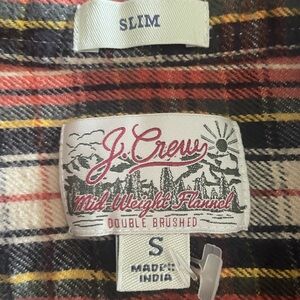 SLIM
J.Crew
Mid-Weight Flannel
DOUBLE BRUSHED
S
MADE IN
INDIA